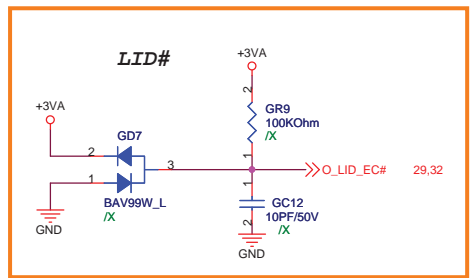 LID#
+3VA
+3VA
2
GR9
100KOhm
/X
GD7
2
3
1
O_LID_EC# 29,32
1
1
BAV99W_L
/X
GC12
10PF/50V
/X
2
GND
GND